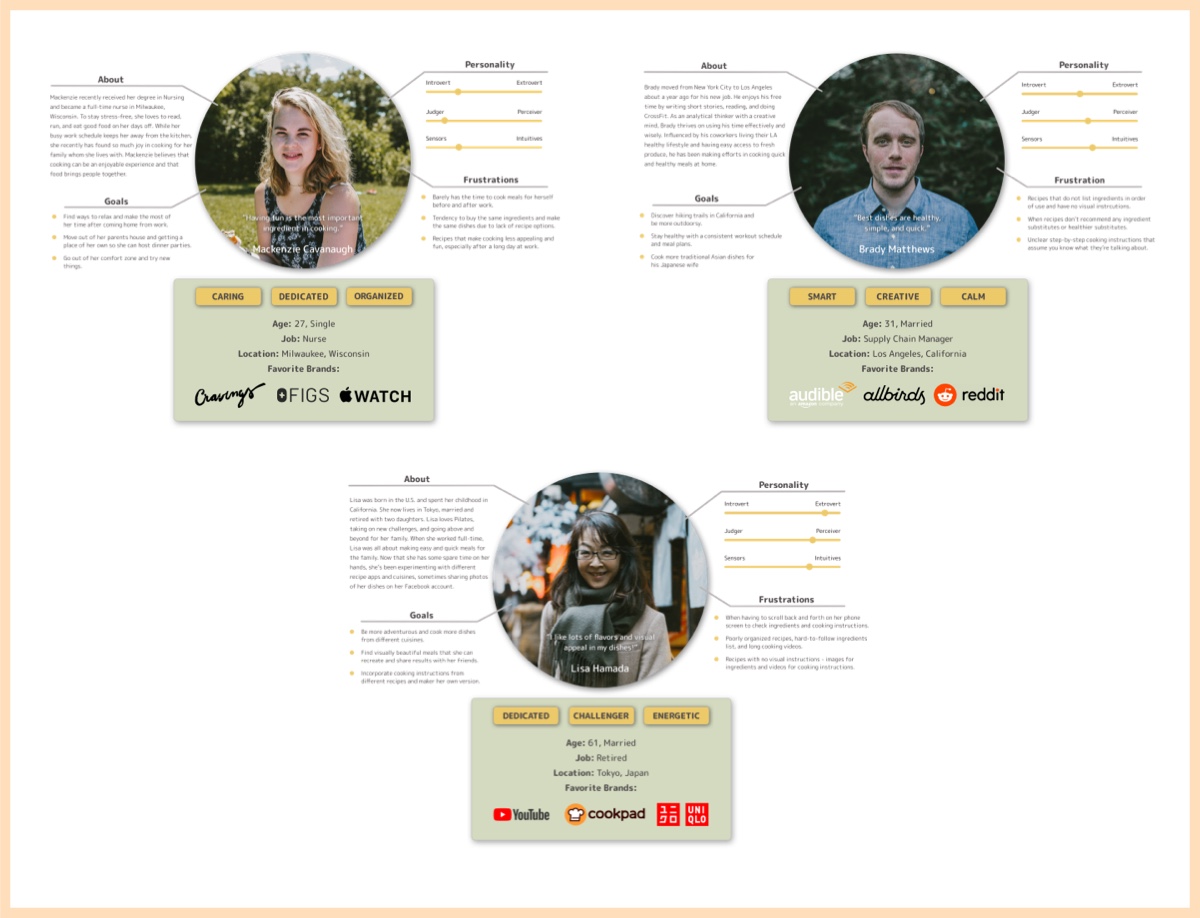 About
Mackenzie recently received her degree in Nursing
and became a full-time nurse in Milwaukee,
Wisconsin. To stay stress-free, she loves to read,
run, and eat good food on her days off. While her
busy work schedule keeps her away from the kitchen,
she recently has found so much joy in cooking for her
family whom she lives with. Mackenzie believes that
cooking can be an enjoyable experience and that
food brings people together.
Goals
Find ways to relax and make the most of
her time after coming home from work.
Move out of her parents house and getting a
place of her own so she can host dinner parties.
Go out of her comfort zone and try new
things.
"Having fun is the most important
ingredient in cooking."
Mackenzie Cavanaugh
Personality
Introvert Extrovert
Judger Perceiver
Sensors Intuitives
Frustrations
Barely has the time to cook meals for herself
before and after work.
Tendency to buy the same ingredients and make
the same dishes due to lack of recipe options.
Recipes that make cooking less appealing and
fun, especially after a long day at work.
CARING DEDICATED ORGANIZED
Age: 27, Single
Job: Nurse
Location: Milwaukee, Wisconsin
Favorite Brands:
Cravings FIGS WATCH
About
Brady moved from New York City to Los Angeles
about a year ago for his new job. He enjoys his free
time by writing short stories, reading, and doing
CrossFit. As an analytical thinker with a creative
mind, Brady thrives on using his time effectively and
wisely. Influenced by his coworkers living their LA
healthy lifestyle and having easy access to fresh
produce, he has been making efforts in cooking quick
and healthy meals at home.
Goals
Discover hiking trails in California and
be more outdoorsy.
Stay healthy with a consistent workout schedule
and meal plans.
Cook more traditional Asian dishes for
his Japanese wife
"Best dishes are healthy,
simple, and quick."
Brady Matthews
Personality
Introvert Extrovert
Judger Perceiver
Sensors Intuitives
Frustration
Recipes that do not list ingredients in order
of use and have no visual instrcutions.
When recipes don't recommend any ingredient
substitutes or healthier substitutes.
Unclear step-by-step cooking instructions that
assume you know what they're talking about.
SMART CREATIVE CALM
Age: 31, Married
Job: Supply Chain Manager
Location: Los Angeles, California
Favorite Brands:
audible allbirds reddit
an amazon company
About
Lisa was born in the U.S. and spent her childhood in
California. She now lives in Tokyo, married and
retired with two daughters. Lisa loves Pilates,
taking on new challenges, and going above and
beyond for her family. When she worked full-time,
Lisa was all about making easy and quick meals for
the family. Now that she has some spare time on her
hands, she's been experimenting with different
recipe apps and cuisines, sometimes sharing photos
of her dishes on her Facebook account.
Goals
Be more adventurous and cook more dishes
from different cuisines.
Find visually beautiful meals that she can
recreate and share results with her friends.
Incorporate cooking instructions from
different recipes and maker her own version.
"I like lots of flavors and visual
appeal in my dishes!"
Lisa Hamada
Personality
Introvert Extrovert
Judger Perceiver
Sensors Intuitives
Frustrations
When having to scroll back and forth on her phone
screen to check ingredients and cooking instructions.
Poorly organized recipes, hard-to-follow ingredients
list, and long cooking videos.
Recipes with no visual instructions - images for
ingredients and videos for cooking instructions.
DEDICATED CHALLENGER ENERGETIC
Age: 61, Married
Job: Retired
Location: Tokyo, Japan
Favorite Brands:
YouTube cookpad ユニクロ UNIQLO